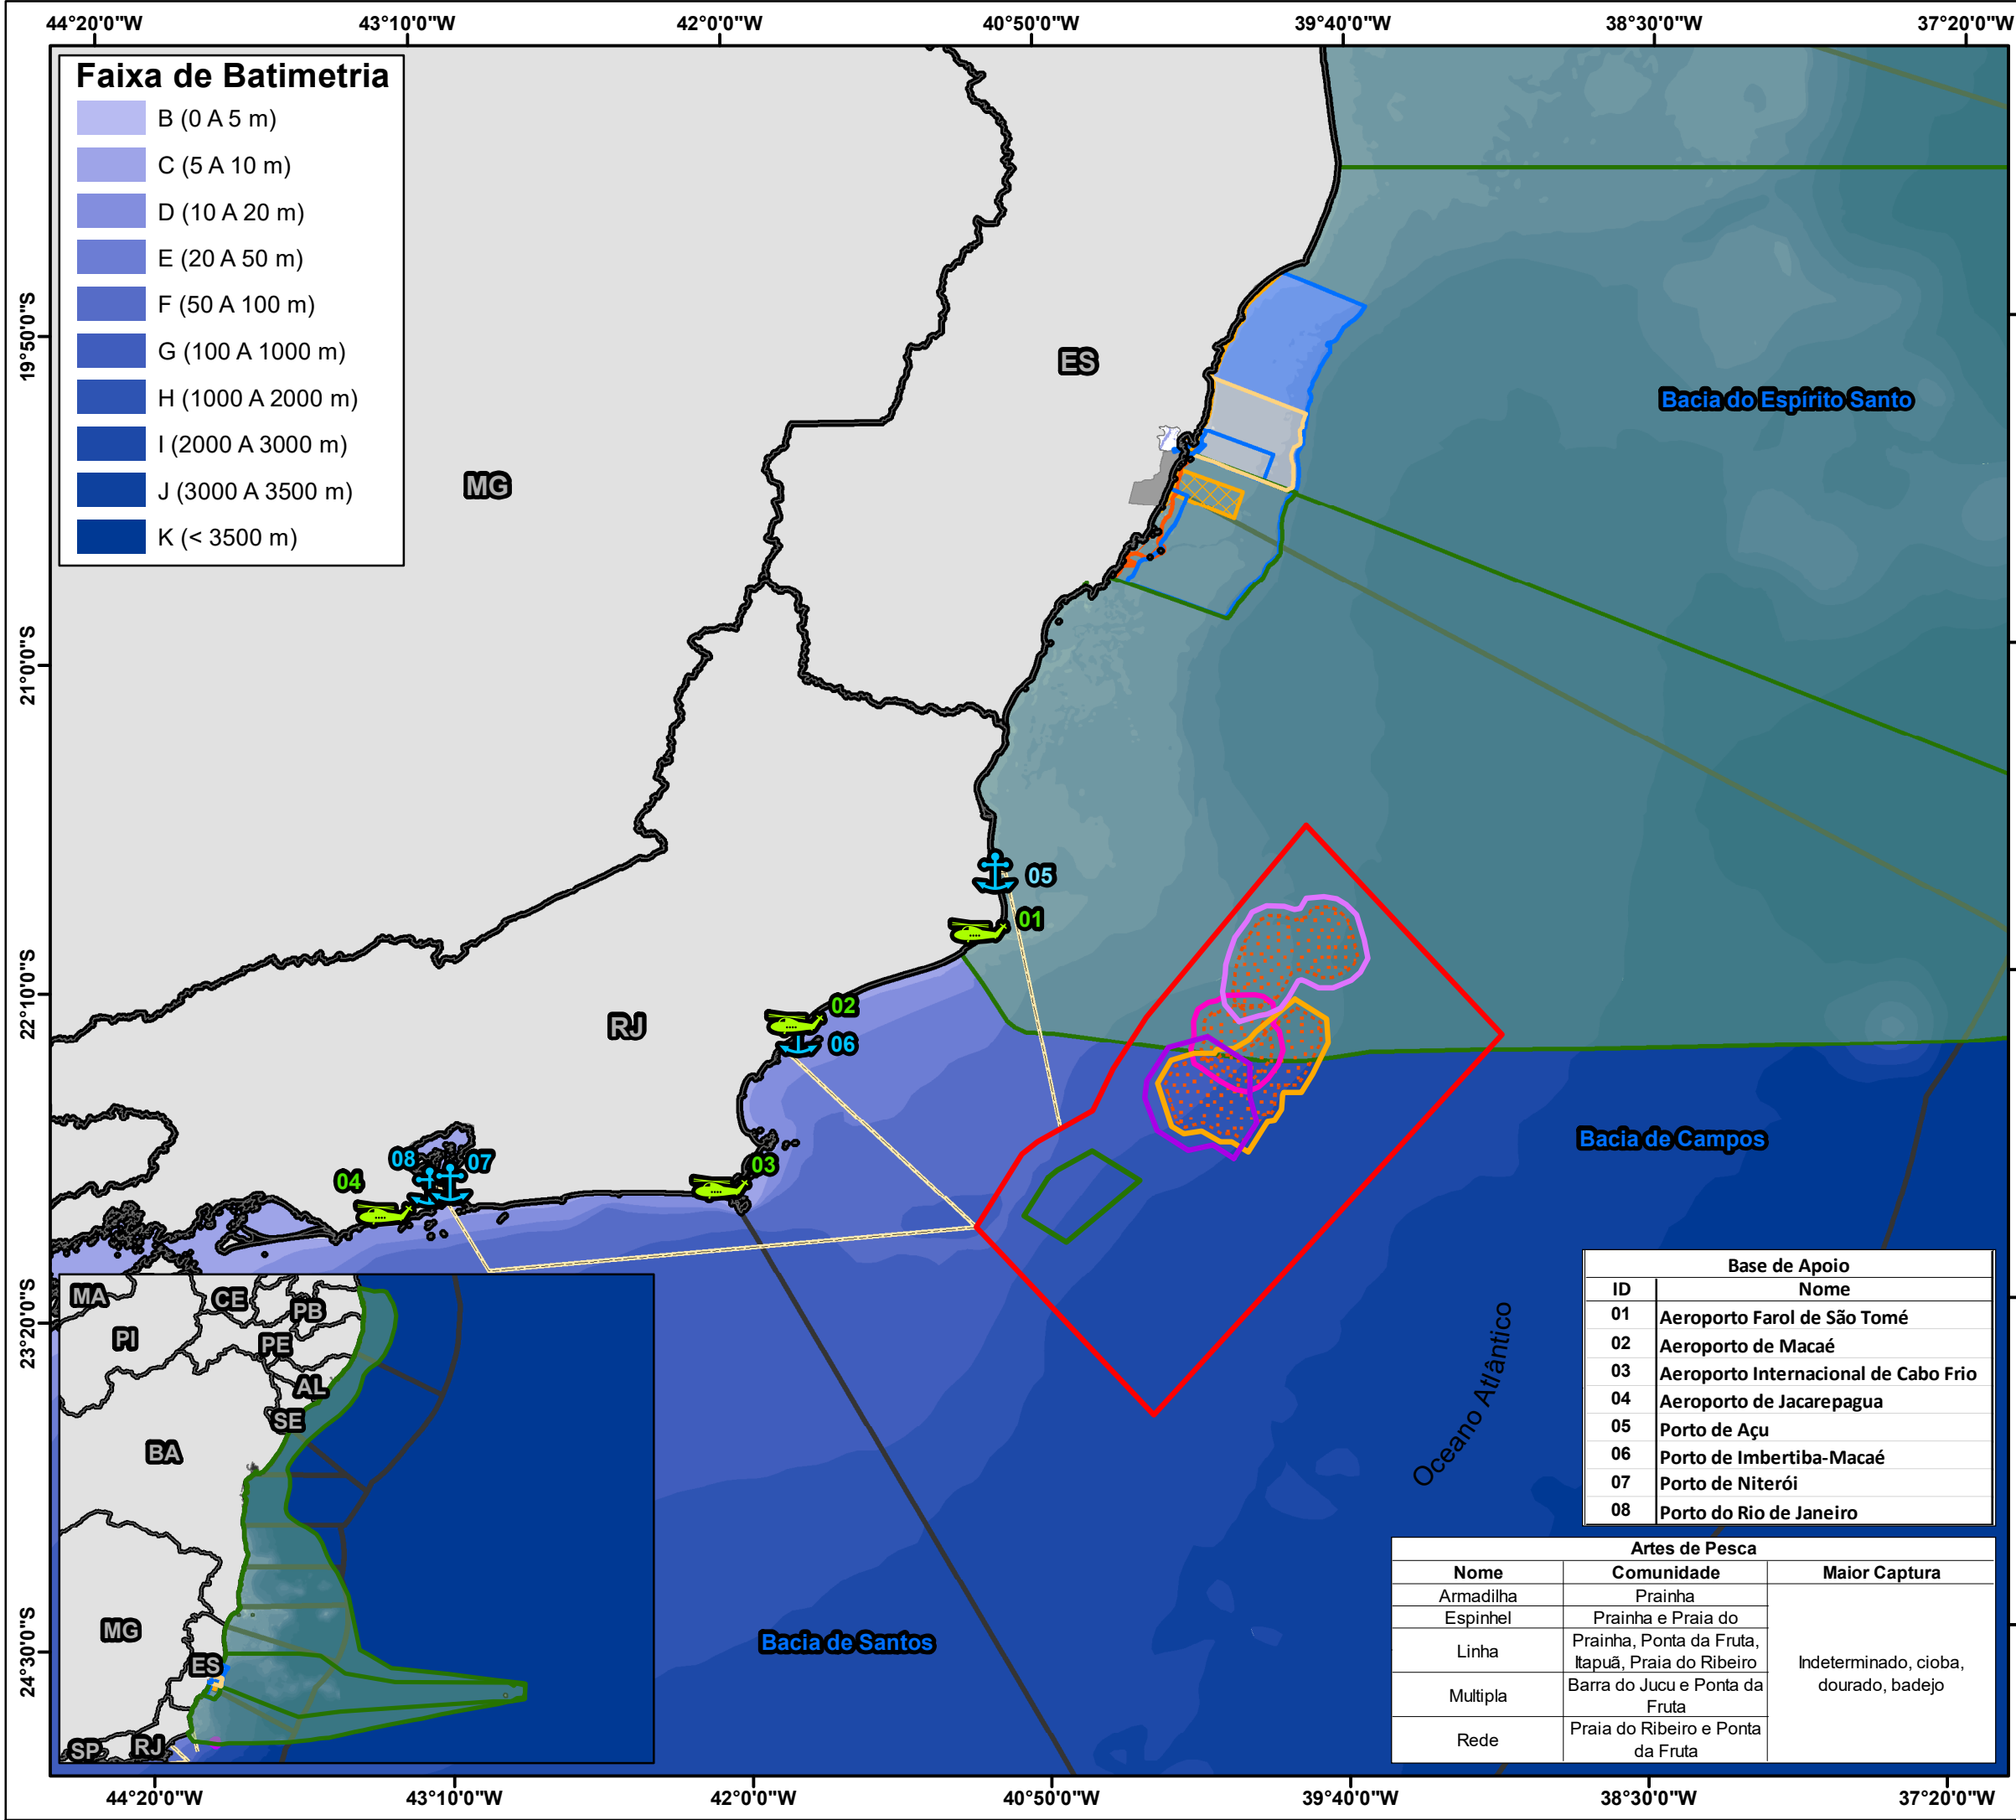 44°20'0"W 43°10'0"W 42°0'0"W 40°50'0"W 39°40'0"W 38°30'0"W 37°20'0"W
Faixa de Batimetria
B (0 A 5 m)
C (5 A 10 m)
D (10 A 20 m)
E (20 A 50 m)
F (50 A 100 m)
G (100 A 1000 m)
H (1000 A 2000 m)
I (2000 A 3000 m)
J (3000 A 3500 m)
K (< 3500 m)
19°50'0"S
21°0'0"S
22°10'0"S
23°20'0"S
24°30'0"S
ES
MG
RJ
Bacia do Espírito Santo
05
01
02
06
03
08
07
04
Bacia de Campos
Oceano Atlântico
Bacia de Santos
MA
CE
PB
PI
PE
AL
SE
BA
MG
ES
RJ
SP
Base de Apoio
ID Nome
01 Aeroporto Farol de São Tomé
02 Aeroporto de Macaé
03 Aeroporto Internacional de Cabo Frio
04 Aeroporto de Jacarepagua
05 Porto de Açu
06 Porto de Imbertiba-Macaé
07 Porto de Niterói
08 Porto do Rio de Janeiro
Artes de Pesca
Nome Comunidade Maior Captura
Armadilha Prainha
Espinhel Prainha e Praia do
Linha Prainha, Ponta da Fruta,
Itapuã, Praia do Ribeiro
Multipla Barra do Jucu e Ponta da
Fruta
Rede Praia do Ribeiro e Ponta
da Fruta
Indeterminado, cioba,
dourado, badejo
44°20'0"W 43°10'0"W 42°0'0"W 40°50'0"W 39°40'0"W 38°30'0"W 37°20'0"W